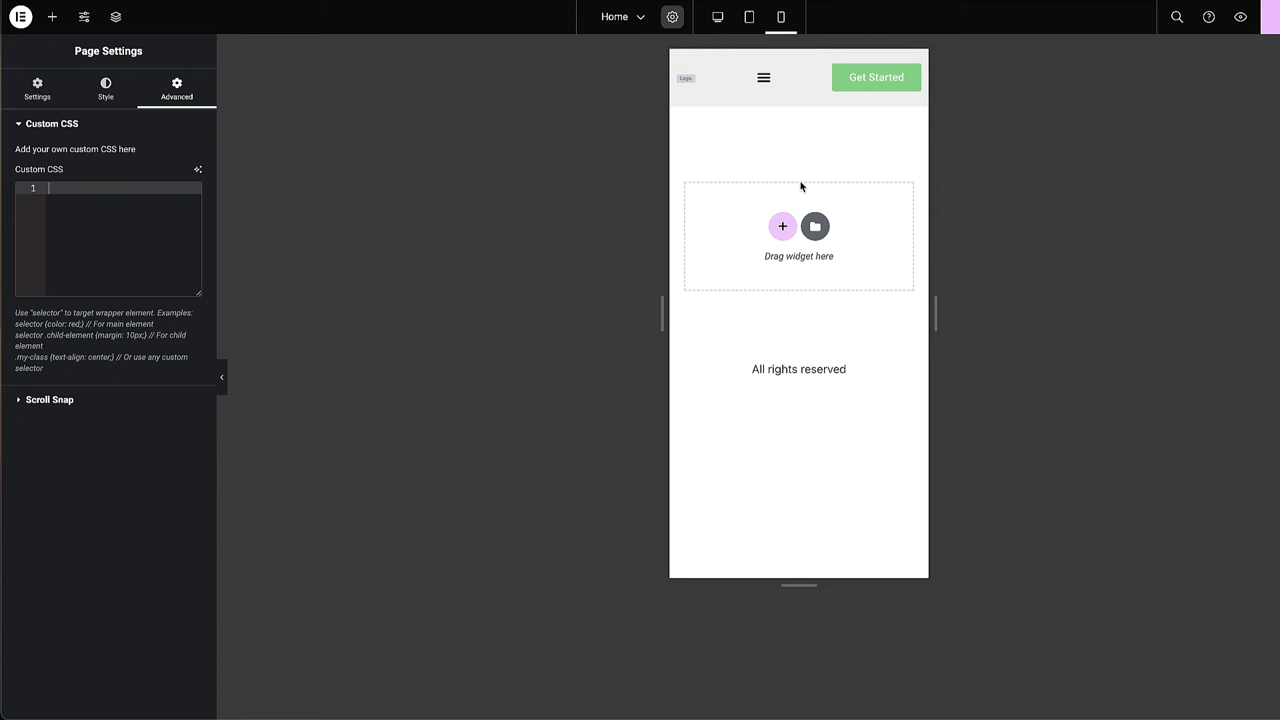 Home
Page Settings
Settings
Style
Advanced
Custom CSS
Add your own custom CSS here
Custom CSS
1
Use "selector" to target wrapper element. Examples:
selector {color: red;} // For main element
selector .child-element {margin: 10px;} // For child
element
.my-class {text-align: center;} // Or use any custom
selector
Scroll Snap
Logo
Get Started
Drag widget here
All rights reserved